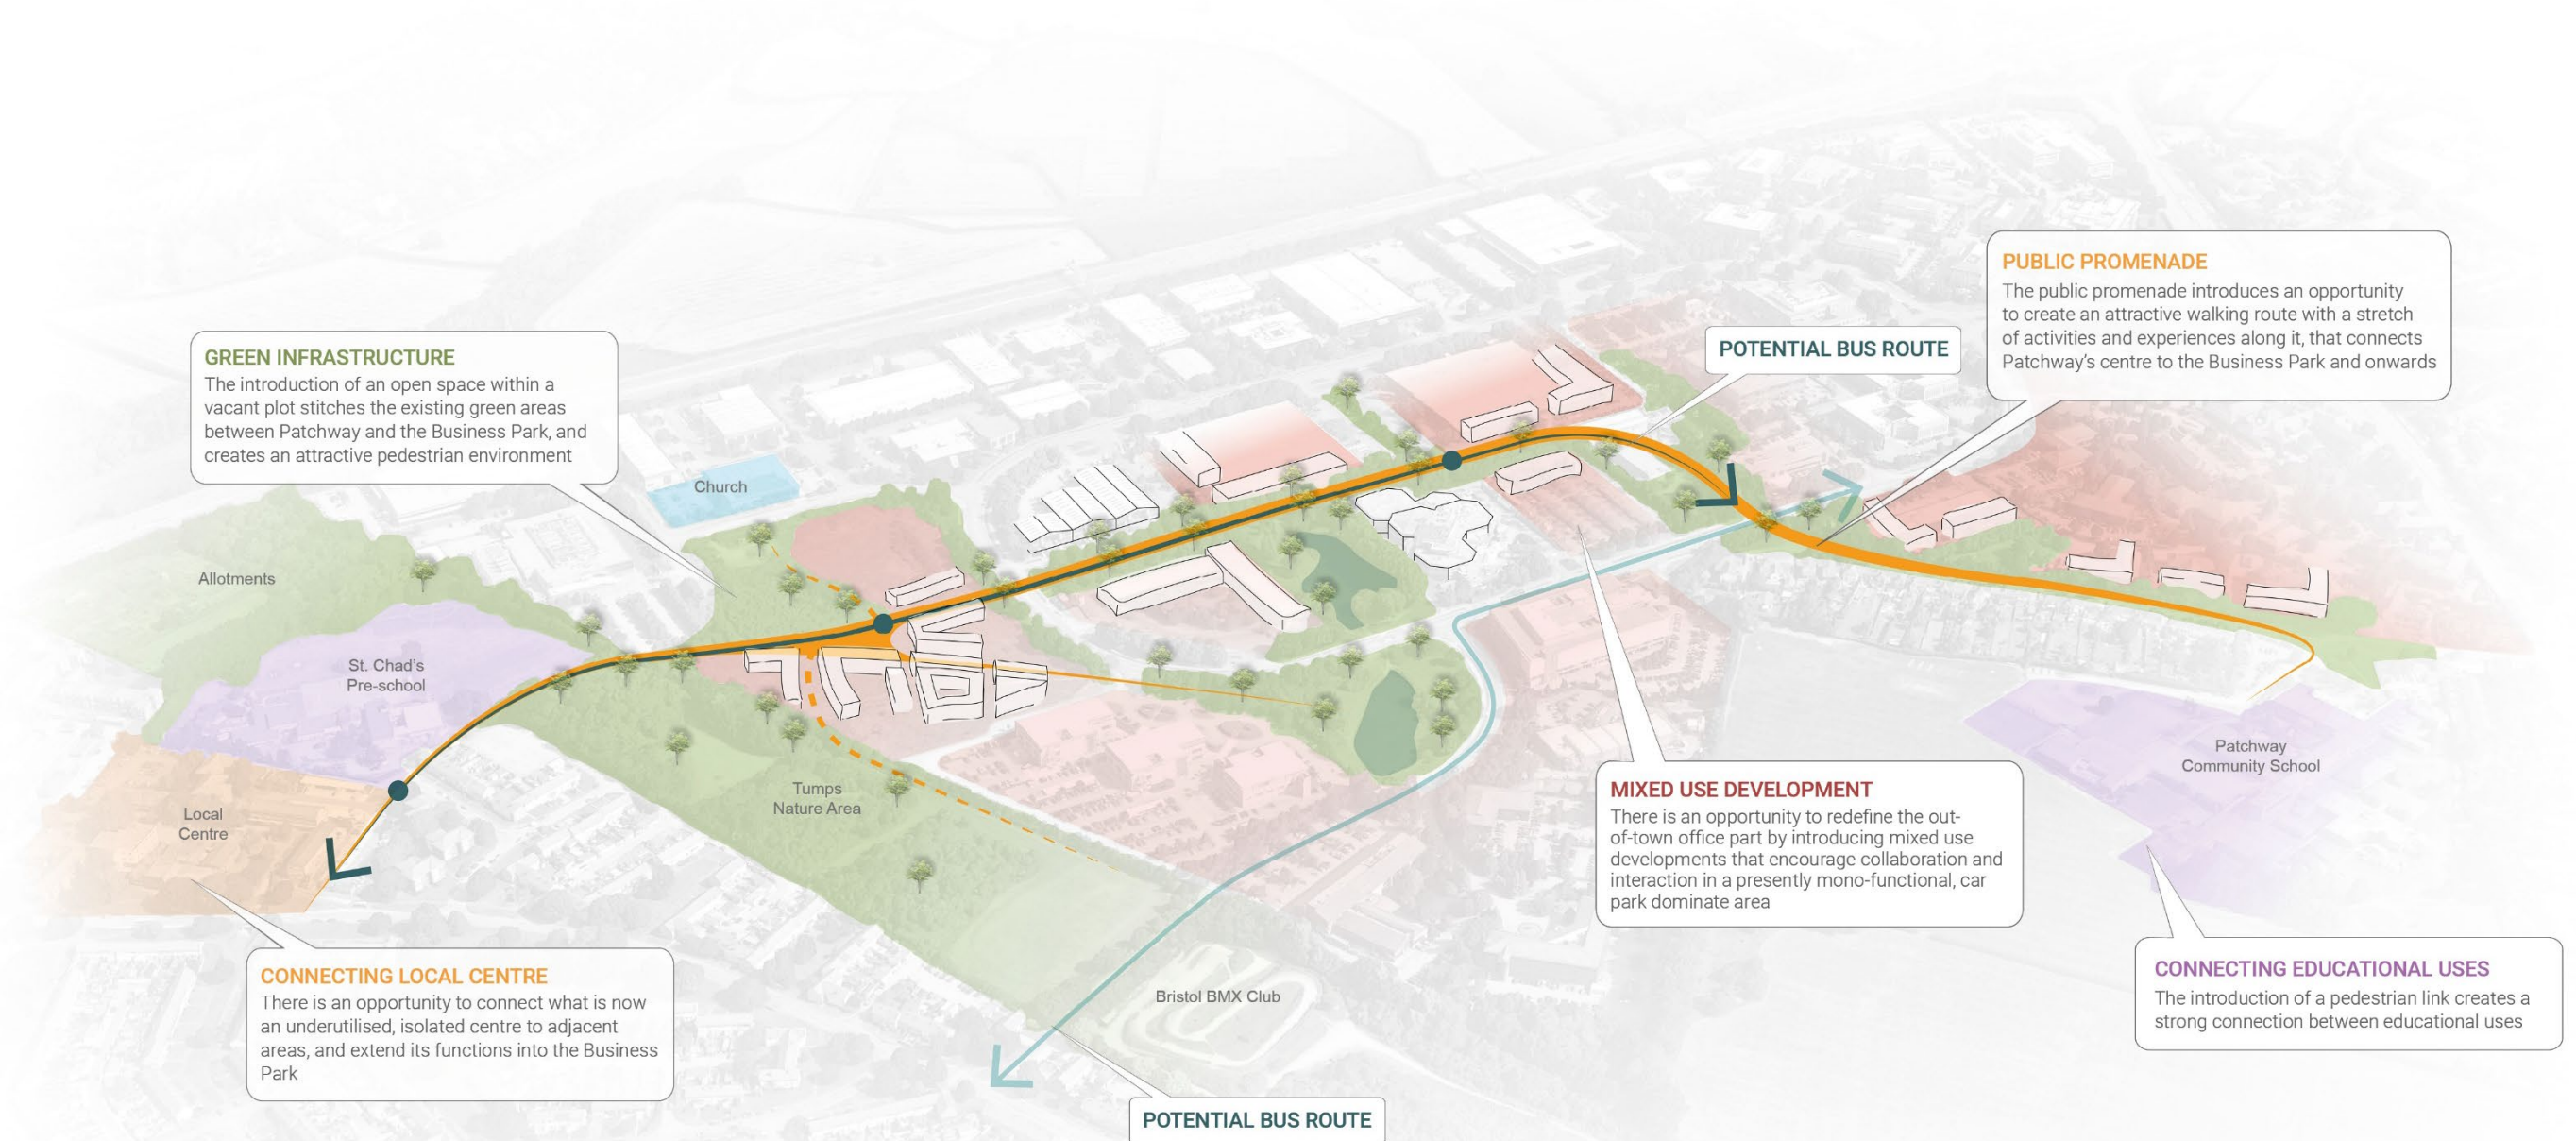 PUBLIC PROMENADE
The public promenade introduces an opportunity
to create an attractive walking route with a stretch
of activities and experiences along it, that connects
Patchway's centre to the Business Park and onwards
POTENTIAL BUS ROUTE
GREEN INFRASTRUCTURE
The introduction of an open space within a
vacant plot stitches the existing green areas
between Patchway and the Business Park, and
creates an attractive pedestrian environment
Church
Allotments
St. Chad's
Pre-school
Local
Centre
Tumps
Nature Area
Patchway
Community School
MIXED USE DEVELOPMENT
There is an opportunity to redefine the out-
of-town office part by introducing mixed use
developments that encourage collaboration and
interaction in a presently mono-functional, car
park dominate area
CONNECTING LOCAL CENTRE
There is an opportunity to connect what is now
an underutilised, isolated centre to adjacent
areas, and extend its functions into the Business
Park
Bristol BMX Club
CONNECTING EDUCATIONAL USES
The introduction of a pedestrian link creates a
strong connection between educational uses
POTENTIAL BUS ROUTE